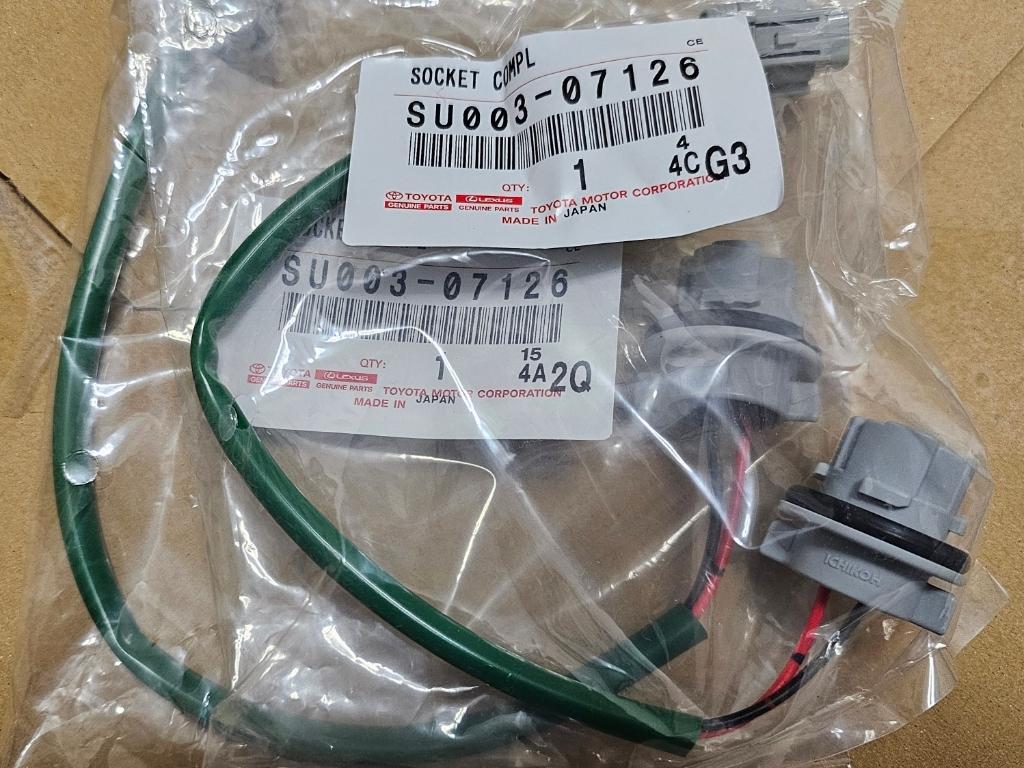 CE
SOCKET COMPL
SU003-07126
QTY: 1
4
4C G3
TOYOTA
GENUINE PARTS
LEXUS
GENUINE PARTS
TOYOTA MOTOR CORPORATION
MADE IN JAPAN
CE
SU003-07126
QTY: 1
15
4A 2Q
TOYOTA
GENUINE PARTS
LEXUS
GENUINE PARTS
TOYOTA MOTOR CORPORATION
MADE IN JAPAN
ICHIKOH